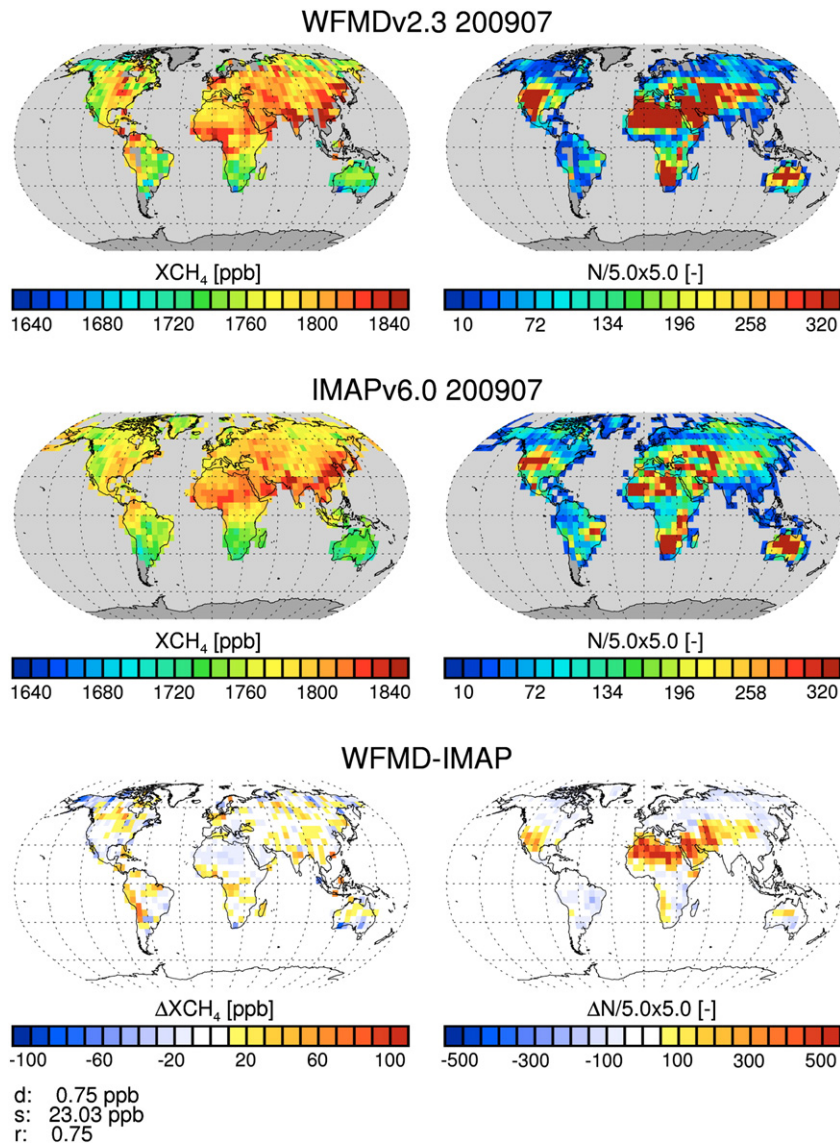 WFMDv2.3 200907
XCH₄ [ppb]
1640 1680 1720 1760 1800 1840
N/5.0x5.0 [-]
10 72 134 196 258 320
IMAPv6.0 200907
XCH₄ [ppb]
1640 1680 1720 1760 1800 1840
N/5.0x5.0 [-]
10 72 134 196 258 320
WFMD-IMAP
ΔXCH₄ [ppb]
-100 -60 -20 20 60 100
ΔN/5.0x5.0 [-]
-500 -300 -100 100 300 500
d: 0.75 ppb
s: 23.03 ppb
r: 0.75